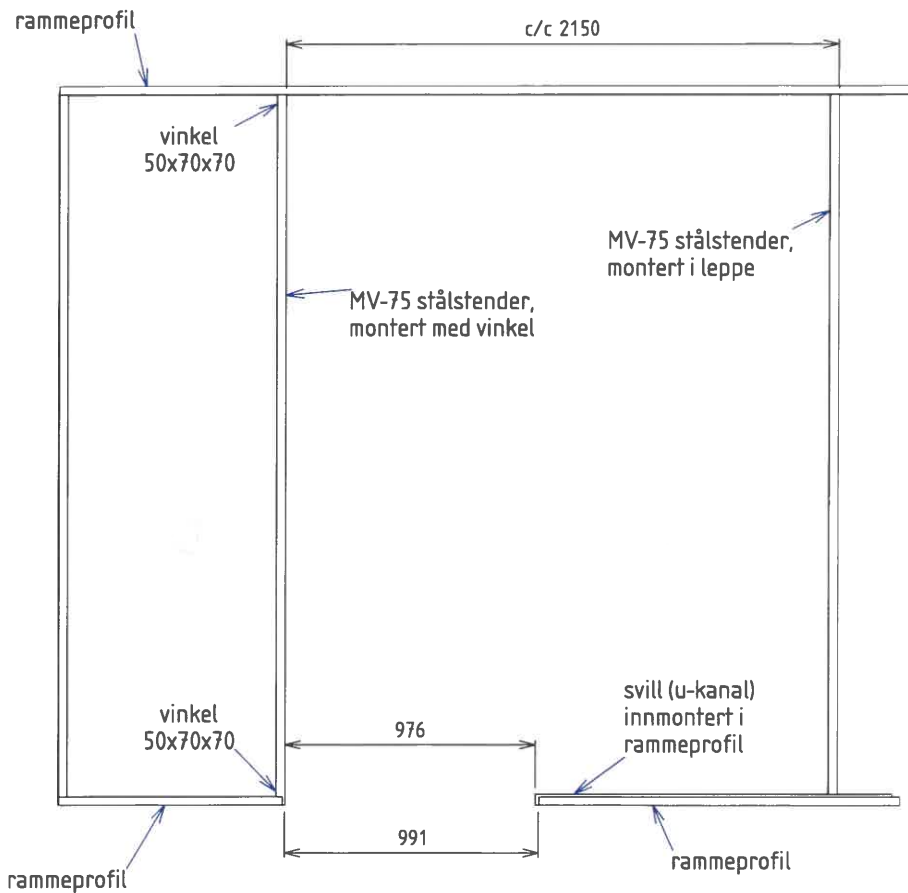 rammeprofil
c/c 2150
vinkel
50x70x70
MV-75 stålstender,
montert i leppe
MV-75 stålstender,
montert med vinkel
vinkel
50x70x70
976
svill (u-kanal)
innmontert i
rammeprofil
991
rammeprofil
rammeprofil